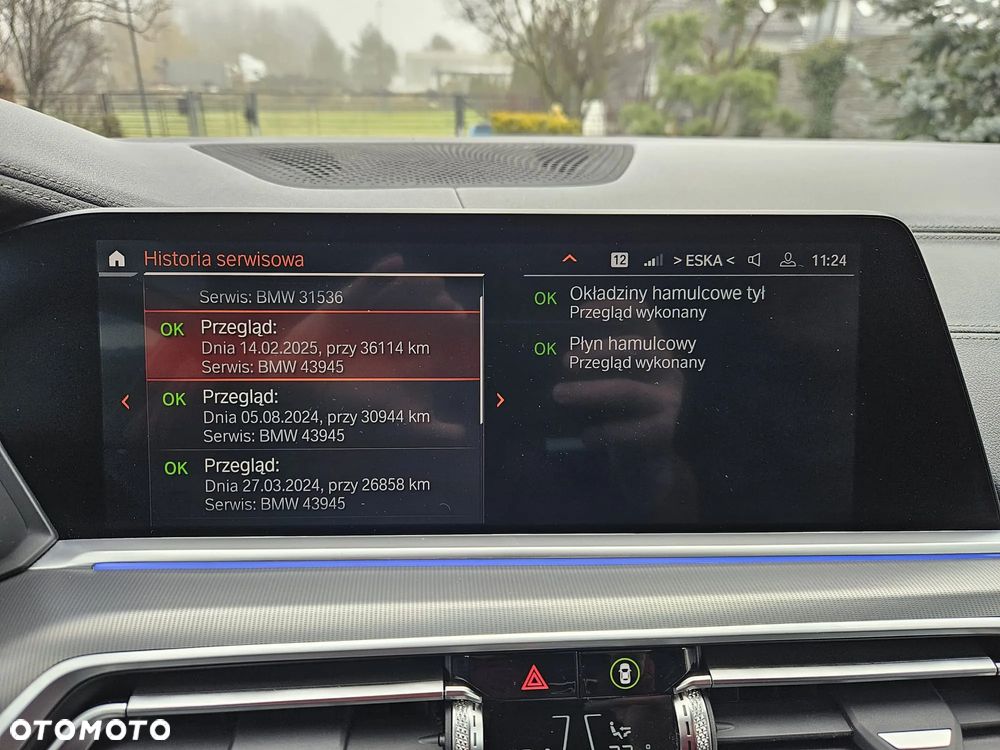 Historia serwisowa
12 > ESKA < 11:24
Serwis: BMW 31536
OK Przegląd:
Dnia 14.02.2025, przy 36114 km
Serwis: BMW 43945
OK Przegląd:
Dnia 05.08.2024, przy 30944 km
Serwis: BMW 43945
OK Przegląd:
Dnia 27.03.2024, przy 26858 km
Serwis: BMW 43945
OK Okładziny hamulcowe tył
Przegląd wykonany
OK Płyn hamulcowy
Przegląd wykonany
OTOMOTO